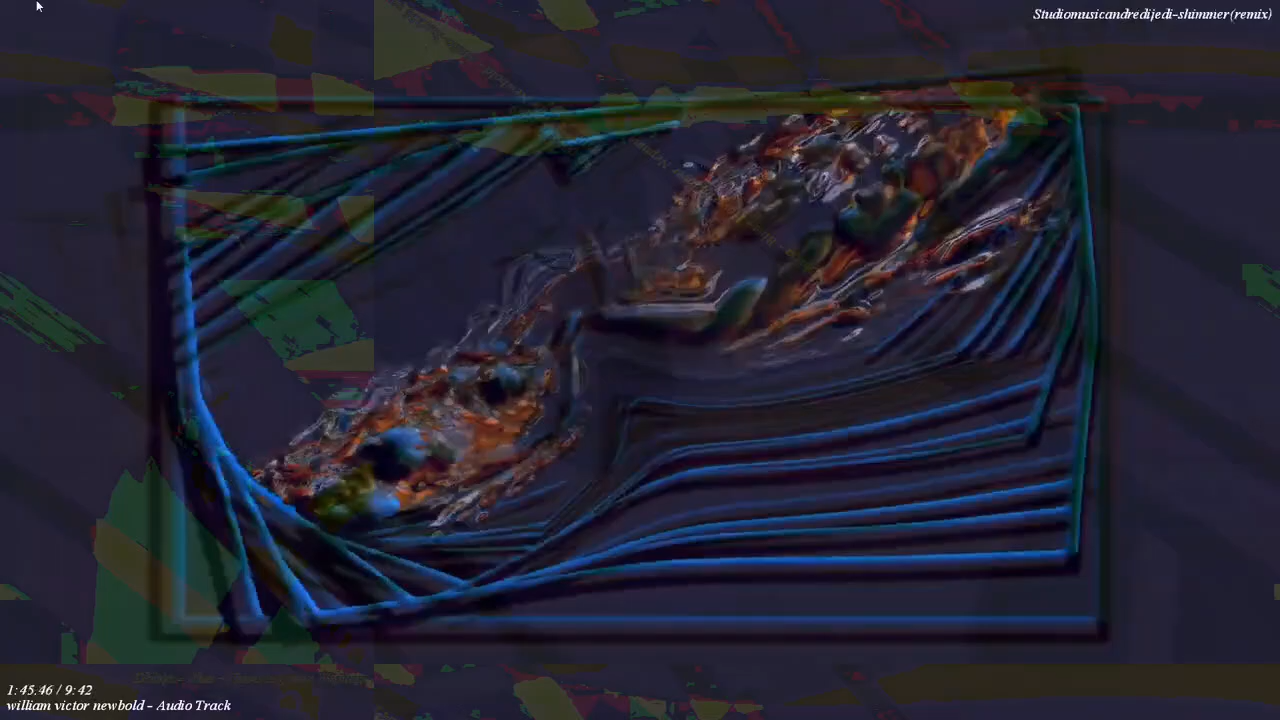 Studiomusicandredijedi-shimmer(remix)
1:45.46 / 9:42
william victor newbold - Audio Track